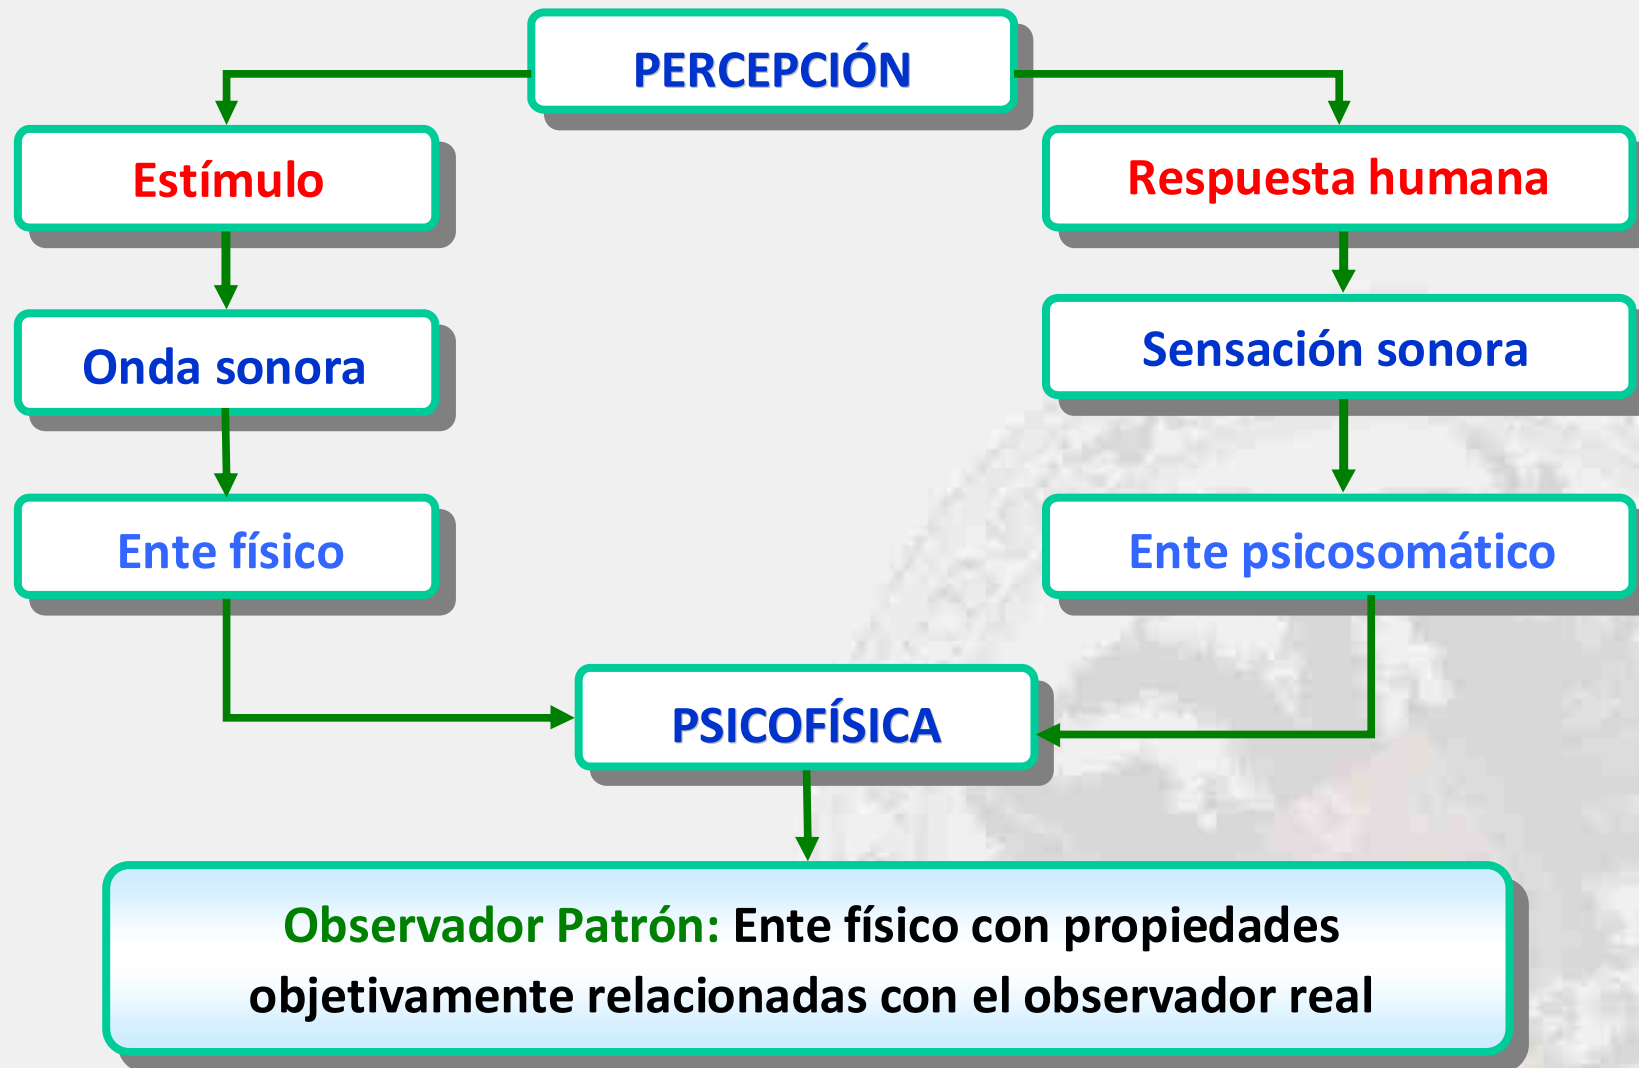 PERCEPCIÓN
Estímulo
Respuesta humana
Onda sonora
Sensación sonora
Ente físico
Ente psicosomático
PSICOFÍSICA
Observador Patrón: Ente físico con propiedades
objetivamente relacionadas con el observador real